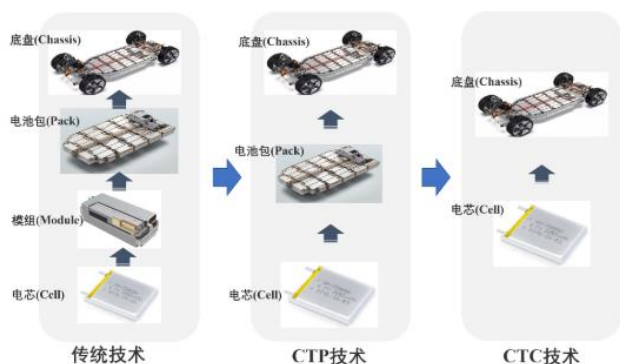 底盘(Chassis)
电池包(Pack)
模组(Module)
电芯(Cell)
传统技术
底盘(Chassis)
电池包(Pack)
电芯(Cell)
CTP技术
底盘(Chassis)
电芯(Cell)
CTC技术